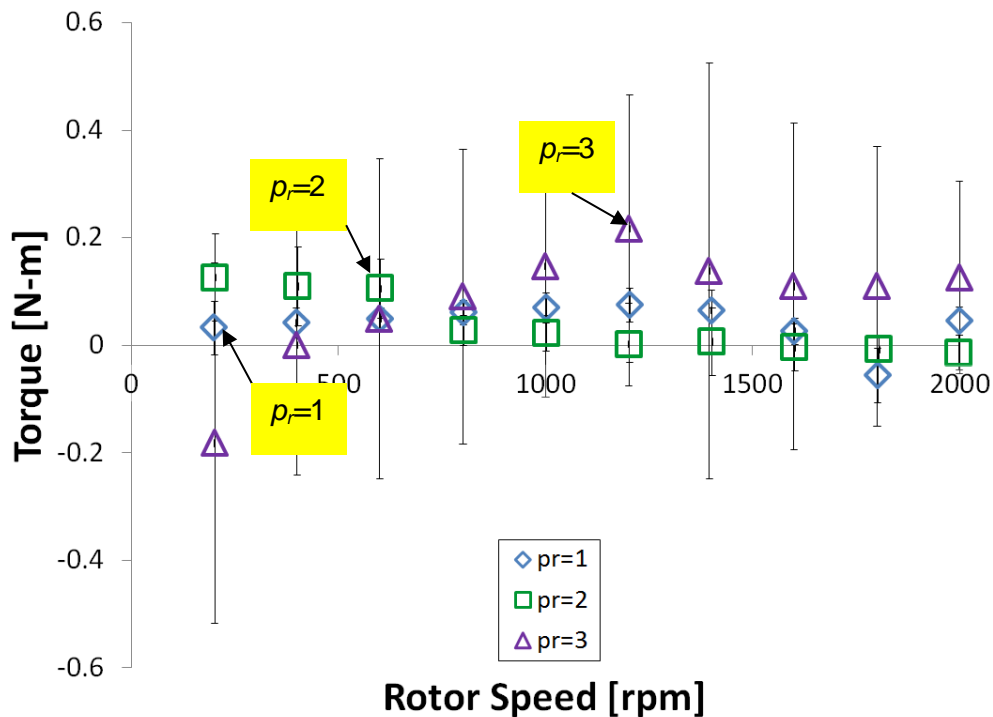 0.6
0.4
0.2
0
-0.2
-0.4
-0.6
Torque [N-m]
0
500
1000
1500
2000
Rotor Speed [rpm]
pr=2
pr=3
pr=1
pr=1
pr=2
pr=3